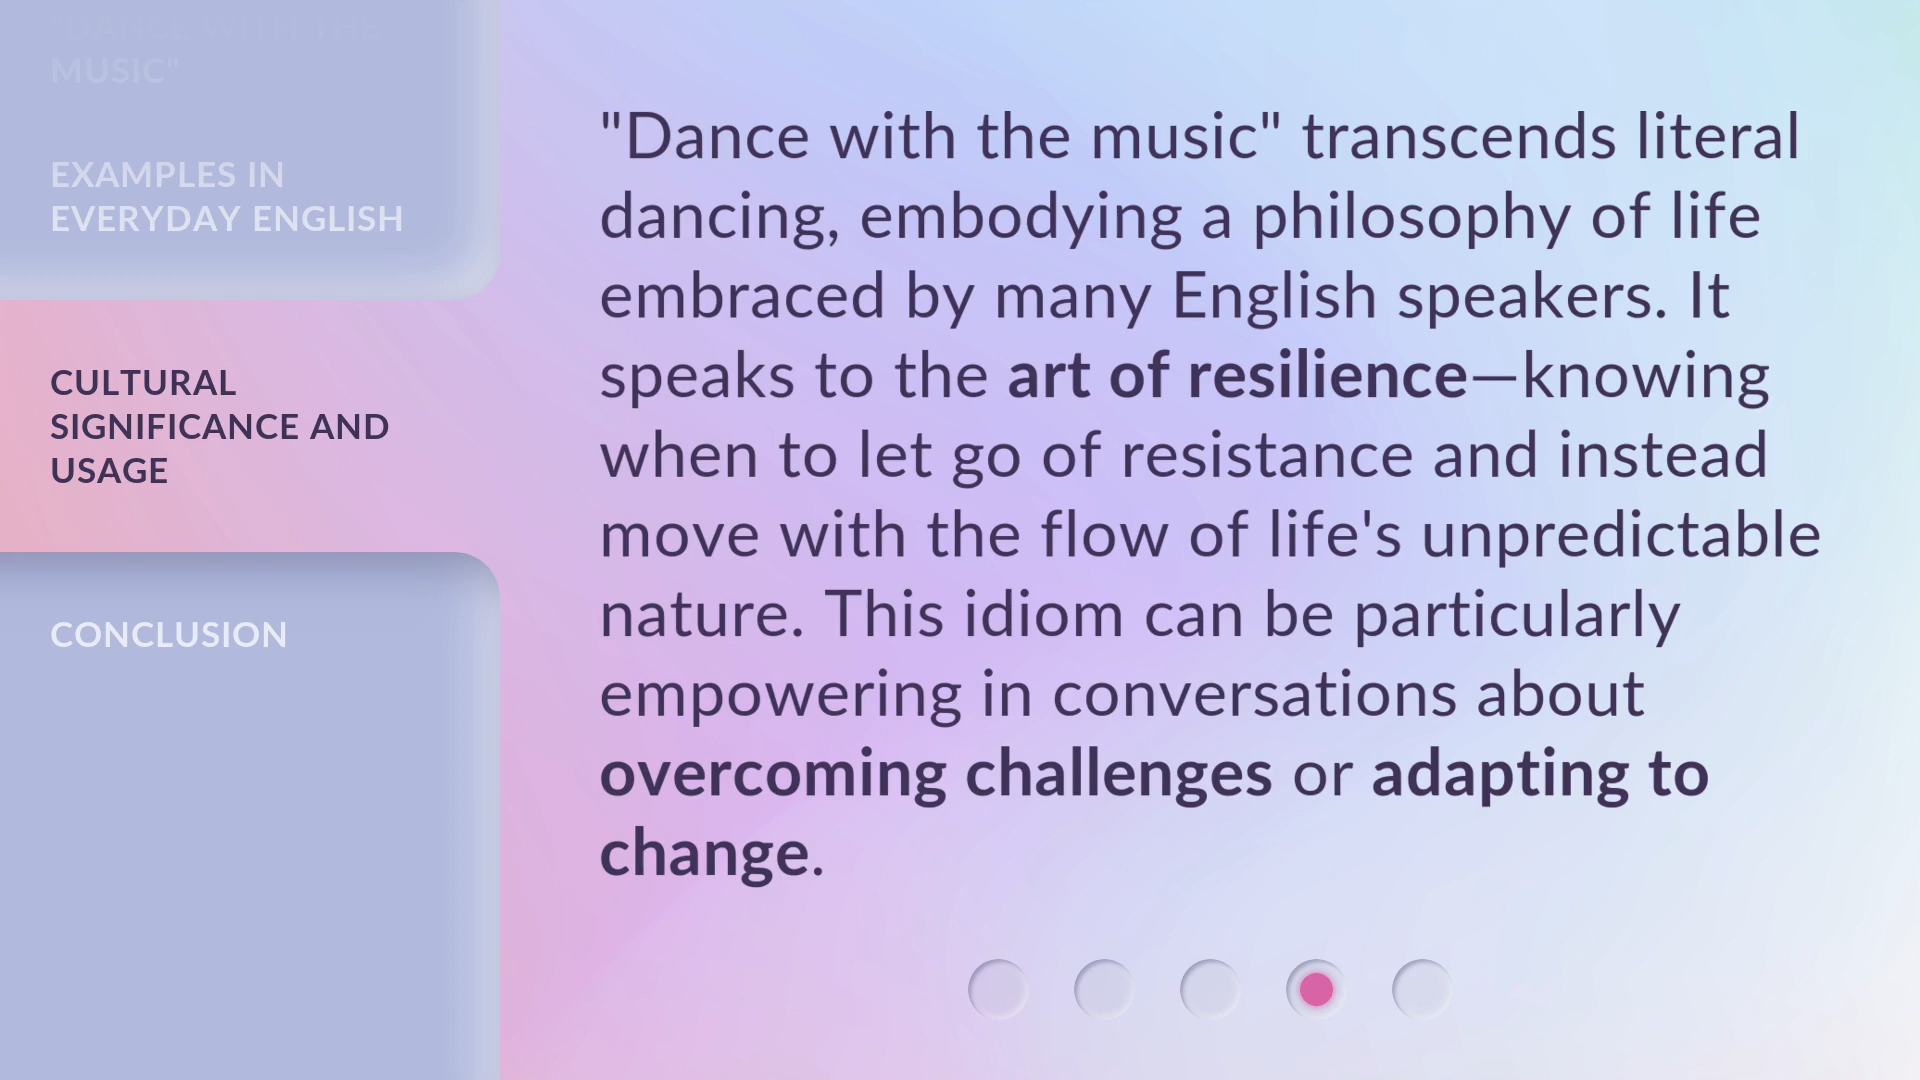 "DANCE WITH THE
MUSIC"
EXAMPLES IN
EVERYDAY ENGLISH
CULTURAL
SIGNIFICANCE AND
USAGE
CONCLUSION
"Dance with the music" transcends literal
dancing, embodying a philosophy of life
embraced by many English speakers. It
speaks to the art of resilience—knowing
when to let go of resistance and instead
move with the flow of life's unpredictable
nature. This idiom can be particularly
empowering in conversations about
overcoming challenges or adapting to
change.